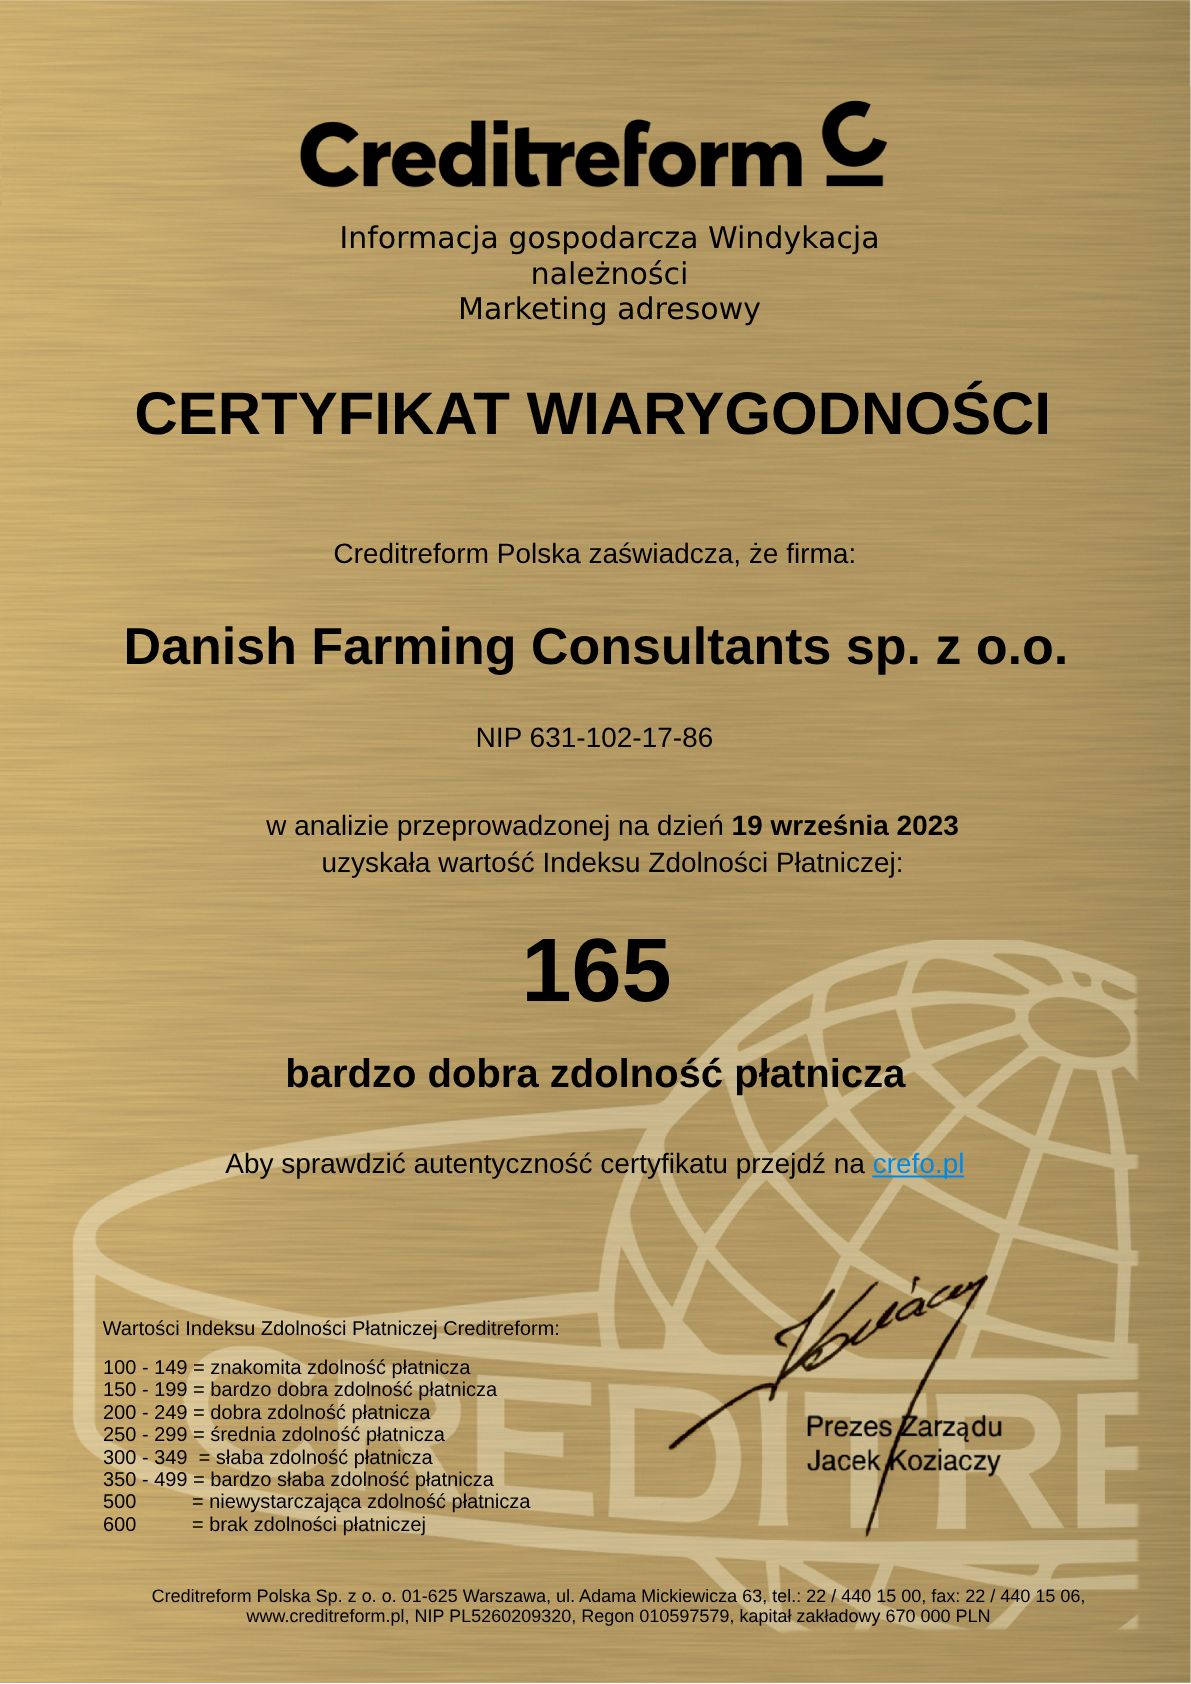 Creditreform C
Informacja gospodarcza Windykacja
należności
Marketing adresowy
CERTYFIKAT WIARYGODNOŚCI
Creditreform Polska zaświadcza, że firma:
Danish Farming Consultants sp. z o.o.
NIP 631-102-17-86
w analizie przeprowadzonej na dzień 19 września 2023
uzyskała wartość Indeksu Zdolności Płatniczej:
165
bardzo dobra zdolność płatnicza
Aby sprawdzić autentyczność certyfikatu przejdź na crefo.pl
Wartości Indeksu Zdolności Płatniczej Creditreform:
100 - 149 = znakomita zdolność płatnicza
150 - 199 = bardzo dobra zdolność płatnicza
200 - 249 = dobra zdolność płatnicza
250 - 299 = średnia zdolność płatnicza
300 - 349 = słaba zdolność płatnicza
350 - 499 = bardzo słaba zdolność płatnicza
500 = niewystarczająca zdolność płatnicza
600 = brak zdolności płatniczej
CREDITRE
Prezes Zarządu
Jacek Koziaczy
Creditreform Polska Sp. z o. o. 01-625 Warszawa, ul. Adama Mickiewicza 63, tel.: 22 / 440 15 00, fax: 22 / 440 15 06,
www.creditreform.pl, NIP PL5260209320, Regon 010597579, kapitał zakładowy 670 000 PLN